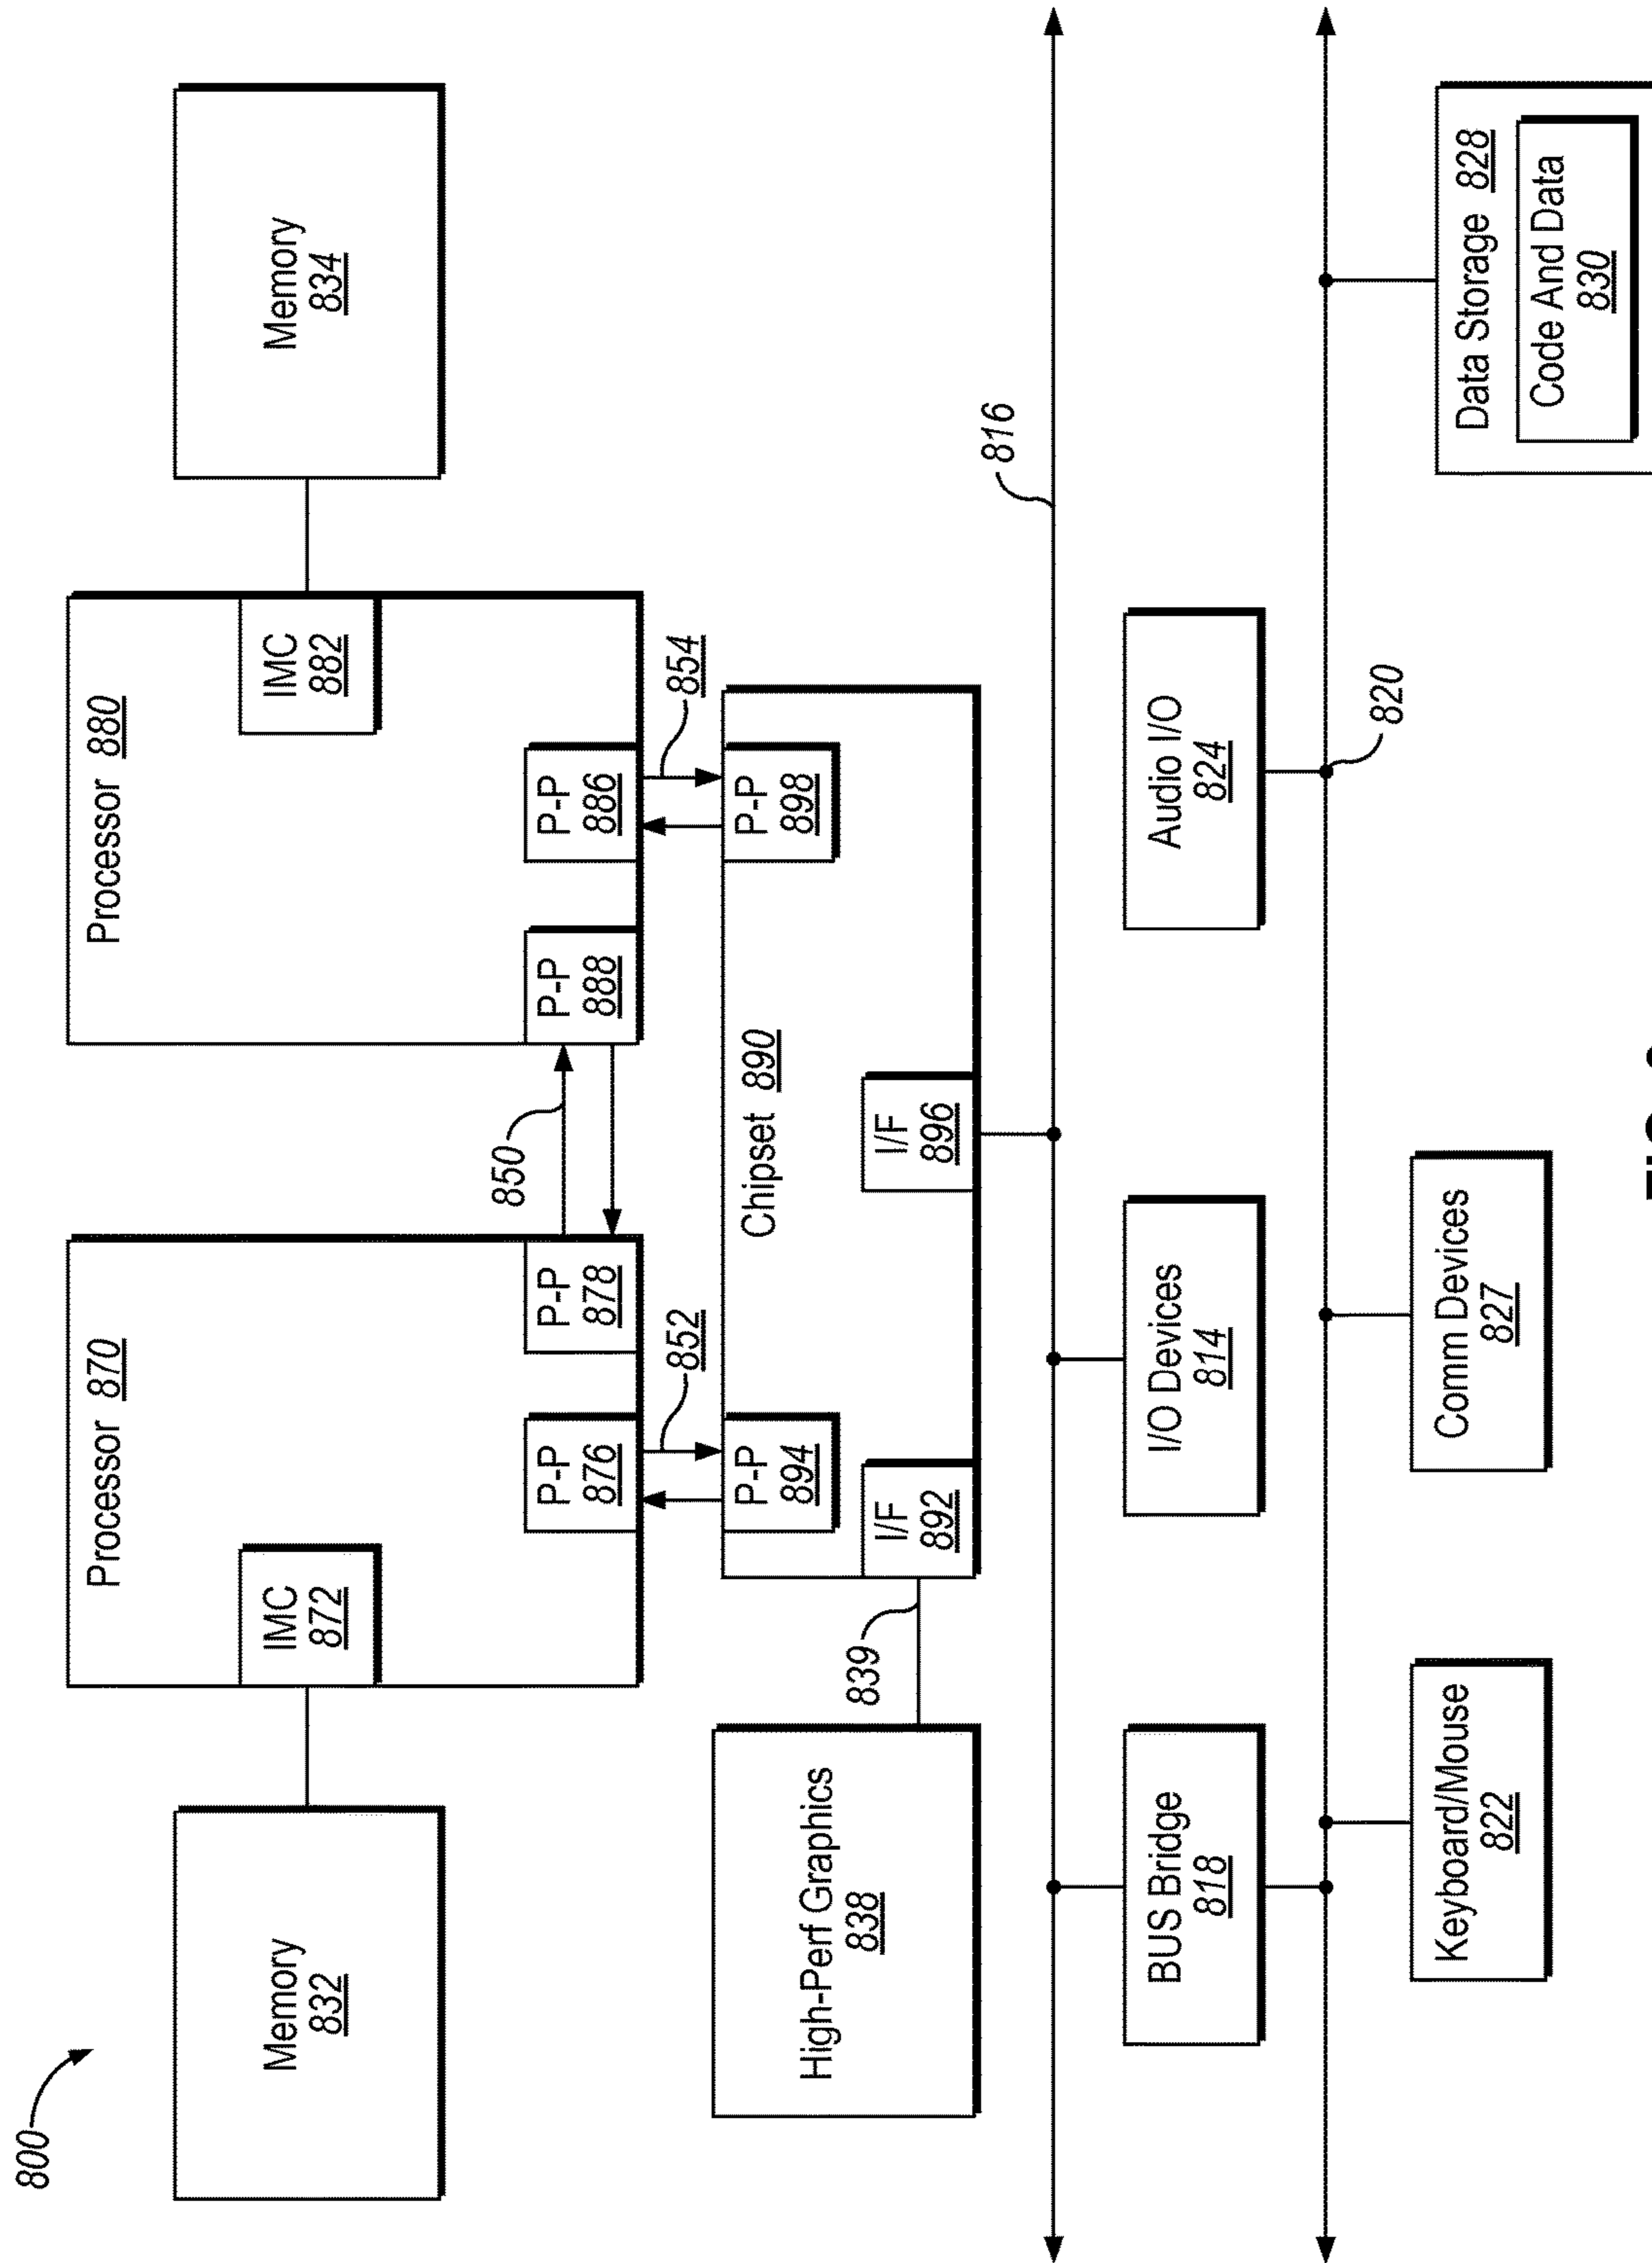 800
Memory
832
Processor 870
IMC
872
P-P
876
P-P
878
850
Processor 880
IMC
882
P-P
888
P-P
886
Memory
834
852
854
High-Perf Graphics
838
839
Chipset 890
P-P
894
P-P
898
I/F
892
I/F
896
816
BUS Bridge
818
I/O Devices
814
Audio I/O
824
820
Keyboard/Mouse
822
Comm Devices
827
Data Storage 828
Code And Data
830